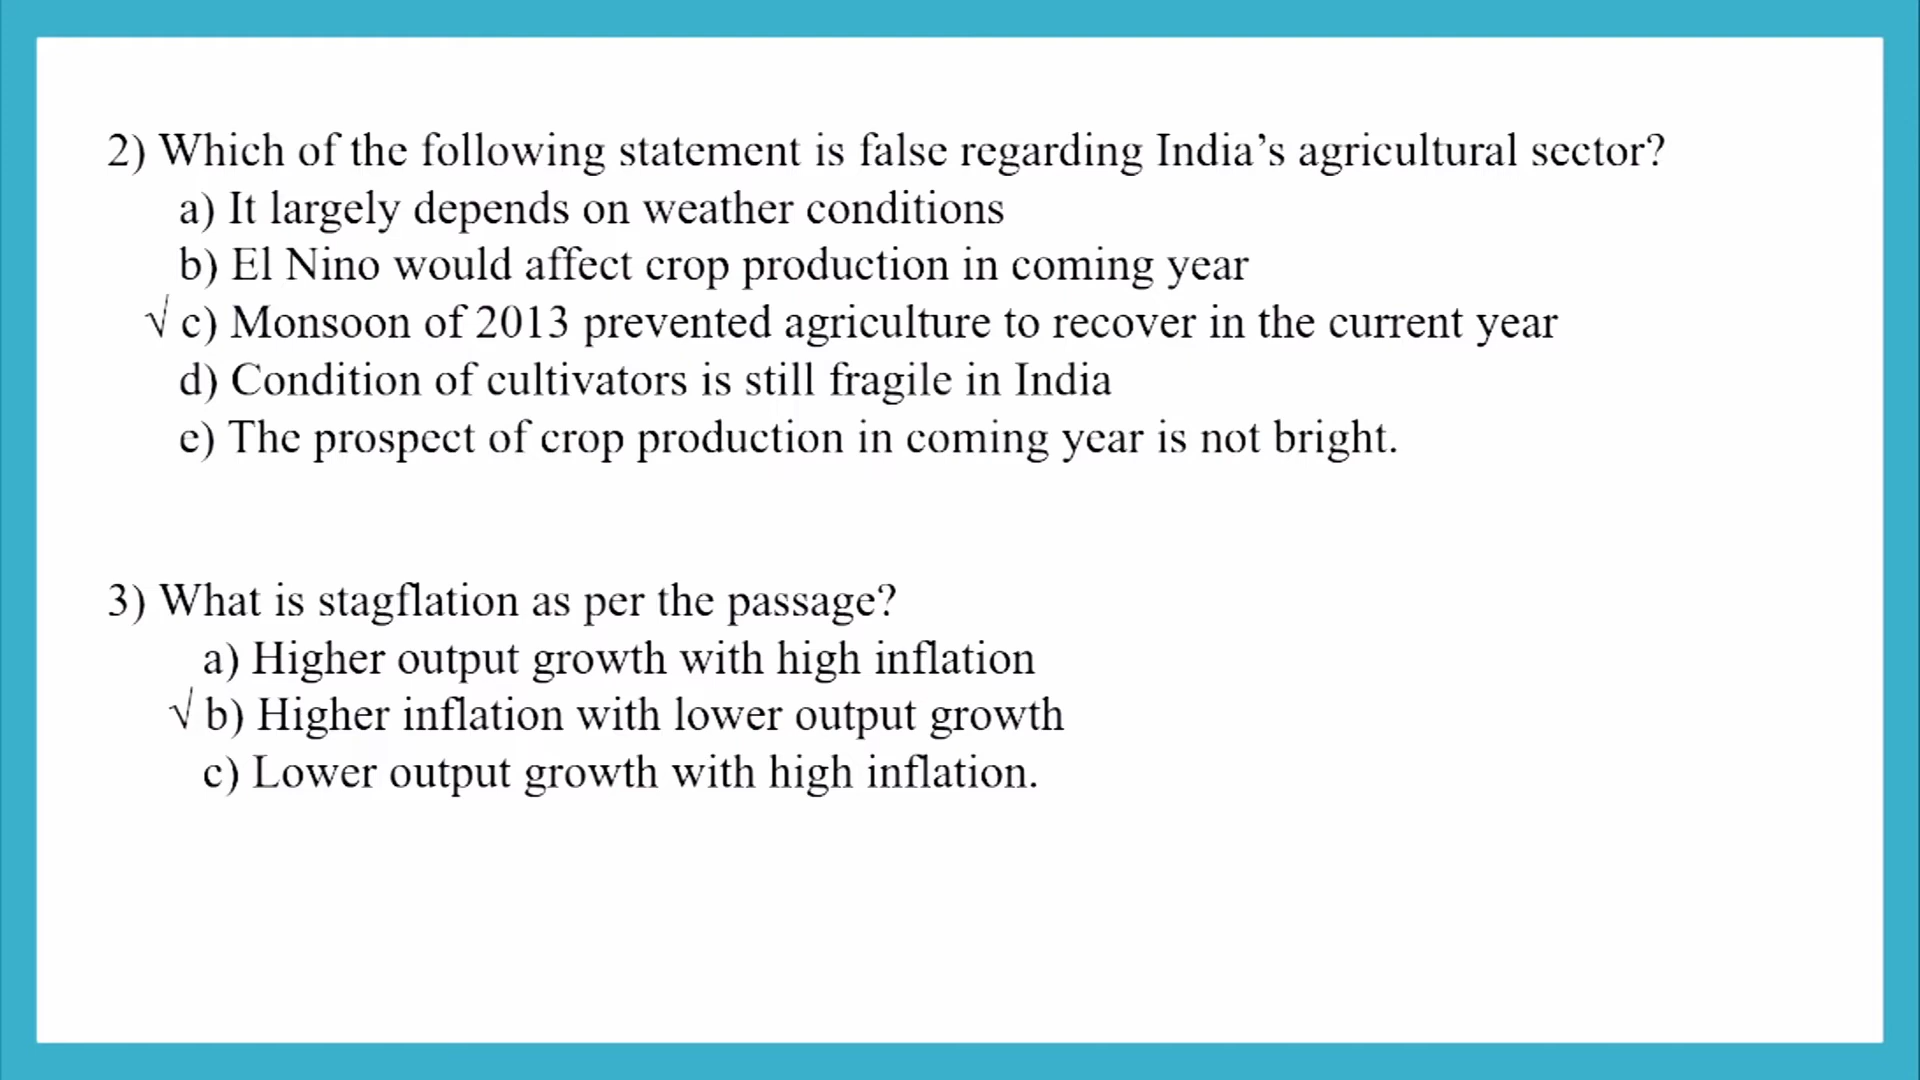 2) Which of the following statement is false regarding India’s agricultural sector?
a) It largely depends on weather conditions
b) El Nino would affect crop production in coming year
√ c) Monsoon of 2013 prevented agriculture to recover in the current year
d) Condition of cultivators is still fragile in India
e) The prospect of crop production in coming year is not bright.
3) What is stagflation as per the passage?
a) Higher output growth with high inflation
√ b) Higher inflation with lower output growth
c) Lower output growth with high inflation.